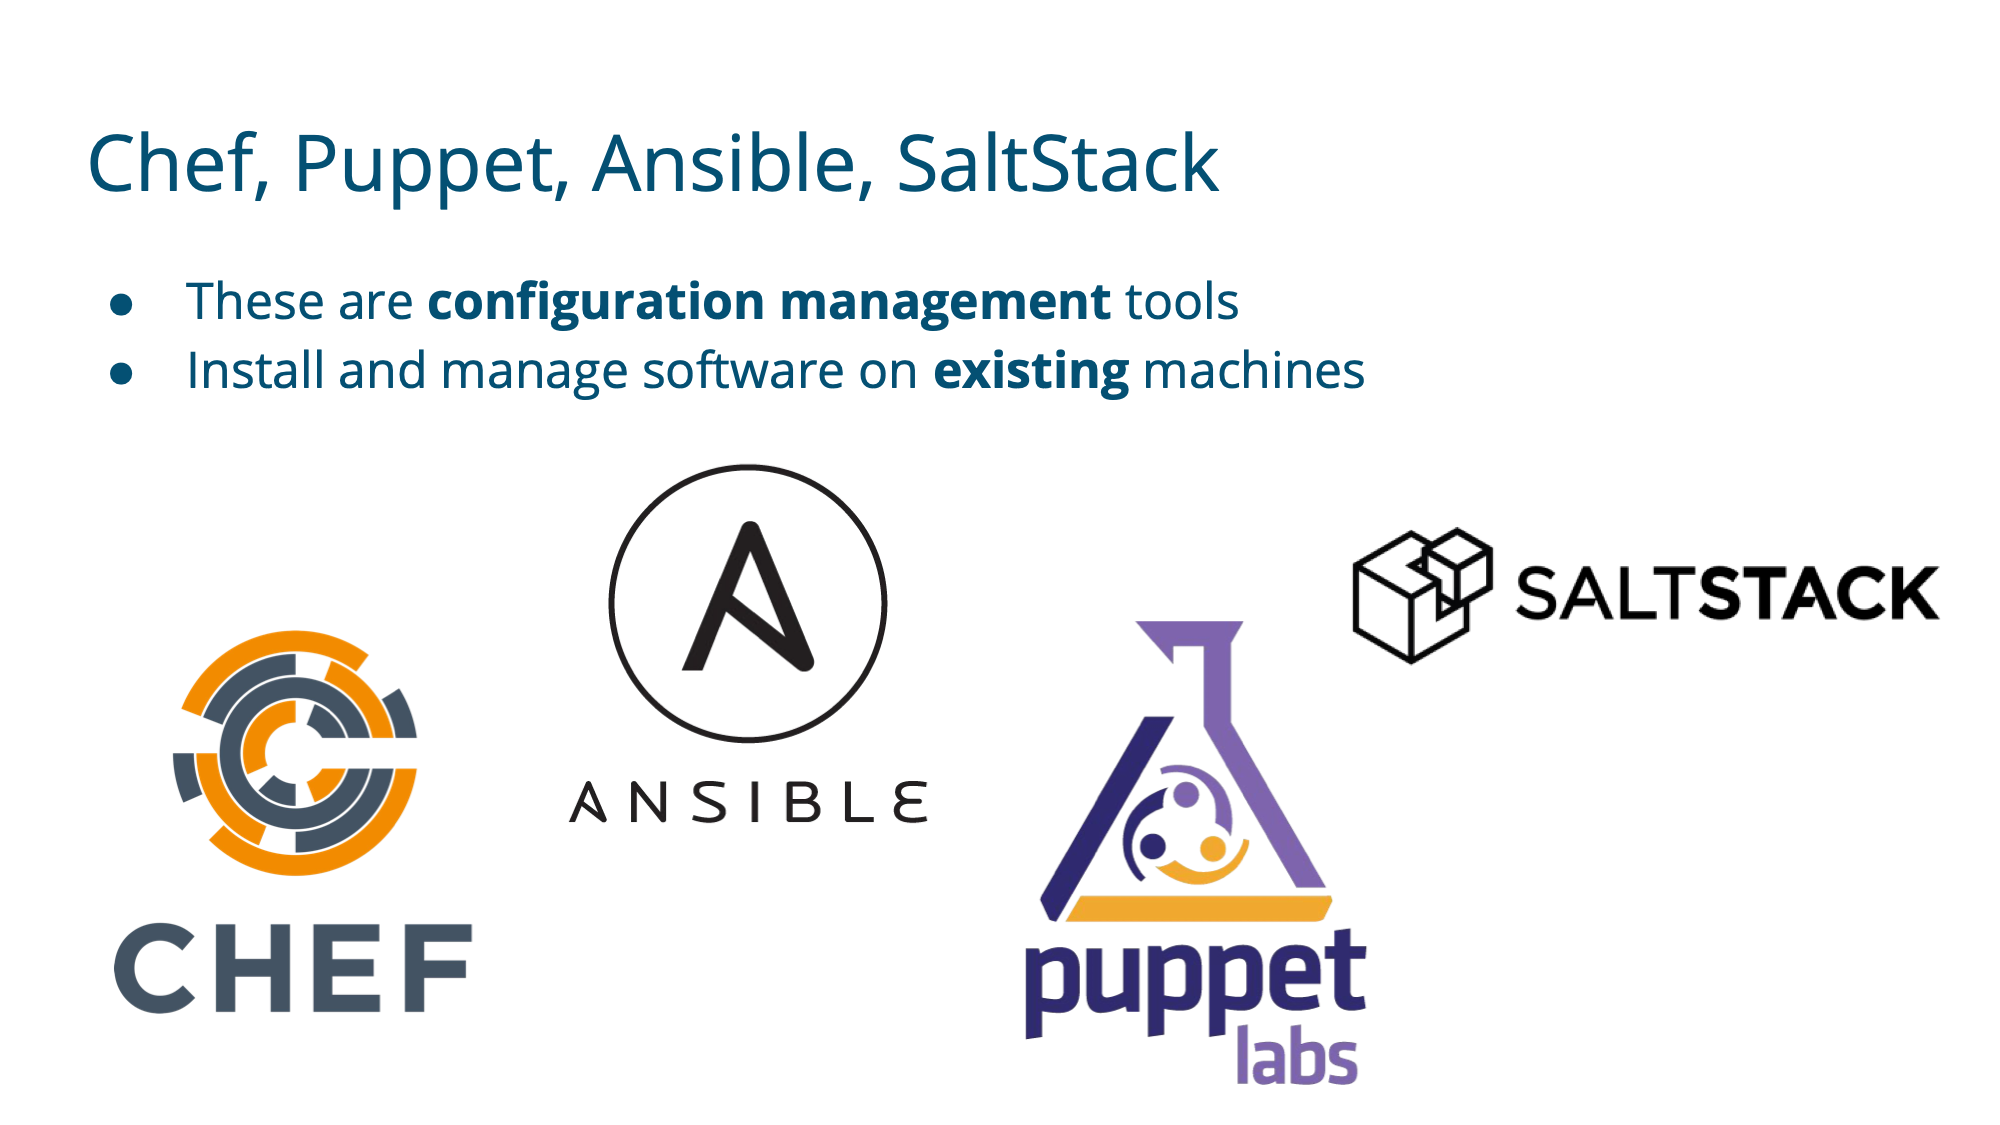 Chef, Puppet, Ansible, SaltStack
● These are configuration management tools
● Install and manage software on existing machines
ANSIBLE
SALTSTACK
CHEF
puppet
labs